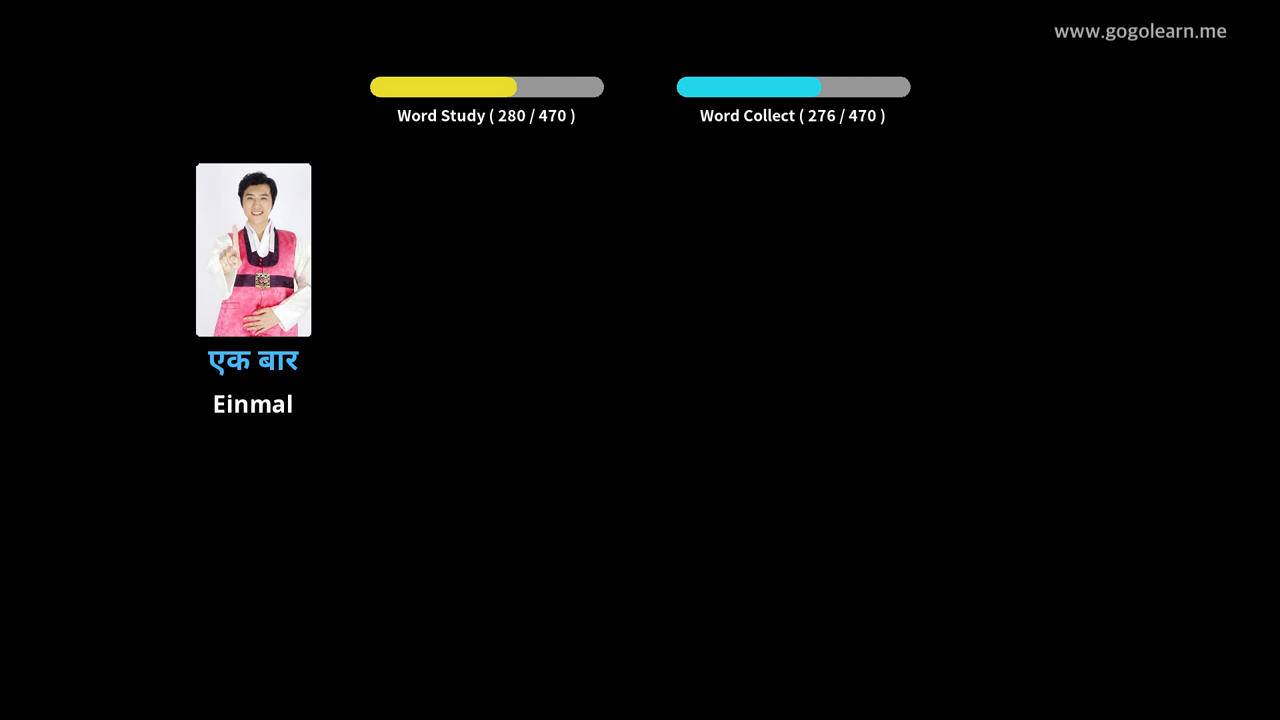 www.gogolearn.me
Word Study ( 280 / 470 )
Word Collect ( 276 / 470 )
एक बार
Einmal